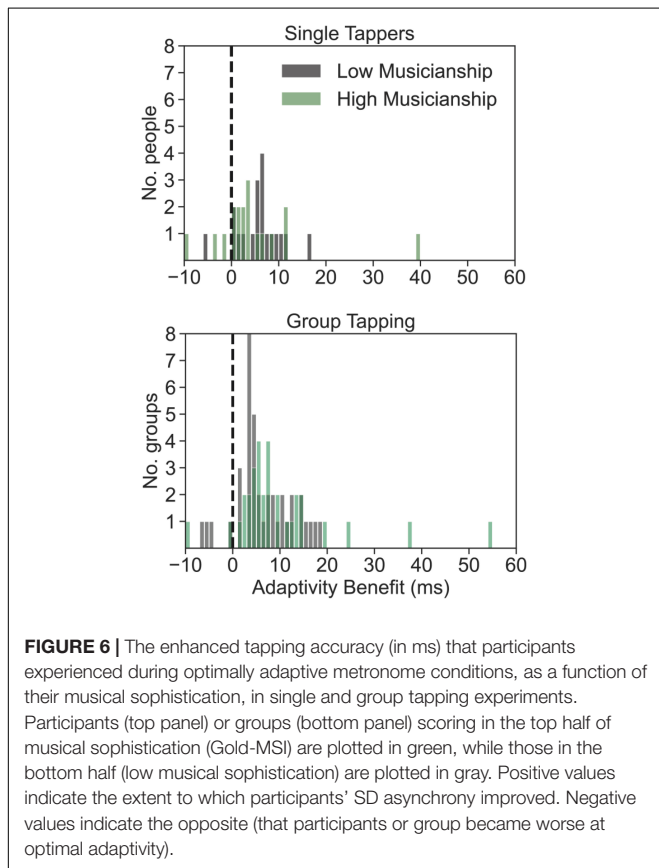 Single Tappers
8
7
6
5
4
3
2
1
No. people
Low Musicianship
High Musicianship
−10 0 10 20 30 40 50 60
Group Tapping
8
7
6
5
4
3
2
1
No. groups
−10 0 10 20 30 40 50 60
Adaptivity Benefit (ms)
FIGURE 6 | The enhanced tapping accuracy (in ms) that participants
experienced during optimally adaptive metronome conditions, as a function of
their musical sophistication, in single and group tapping experiments.
Participants (top panel) or groups (bottom panel) scoring in the top half of
musical sophistication (Gold-MSI) are plotted in green, while those in the
bottom half (low musical sophistication) are plotted in gray. Positive values
indicate the extent to which participants’ SD asynchrony improved. Negative
values indicate the opposite (that participants or group became worse at
optimal adaptivity).